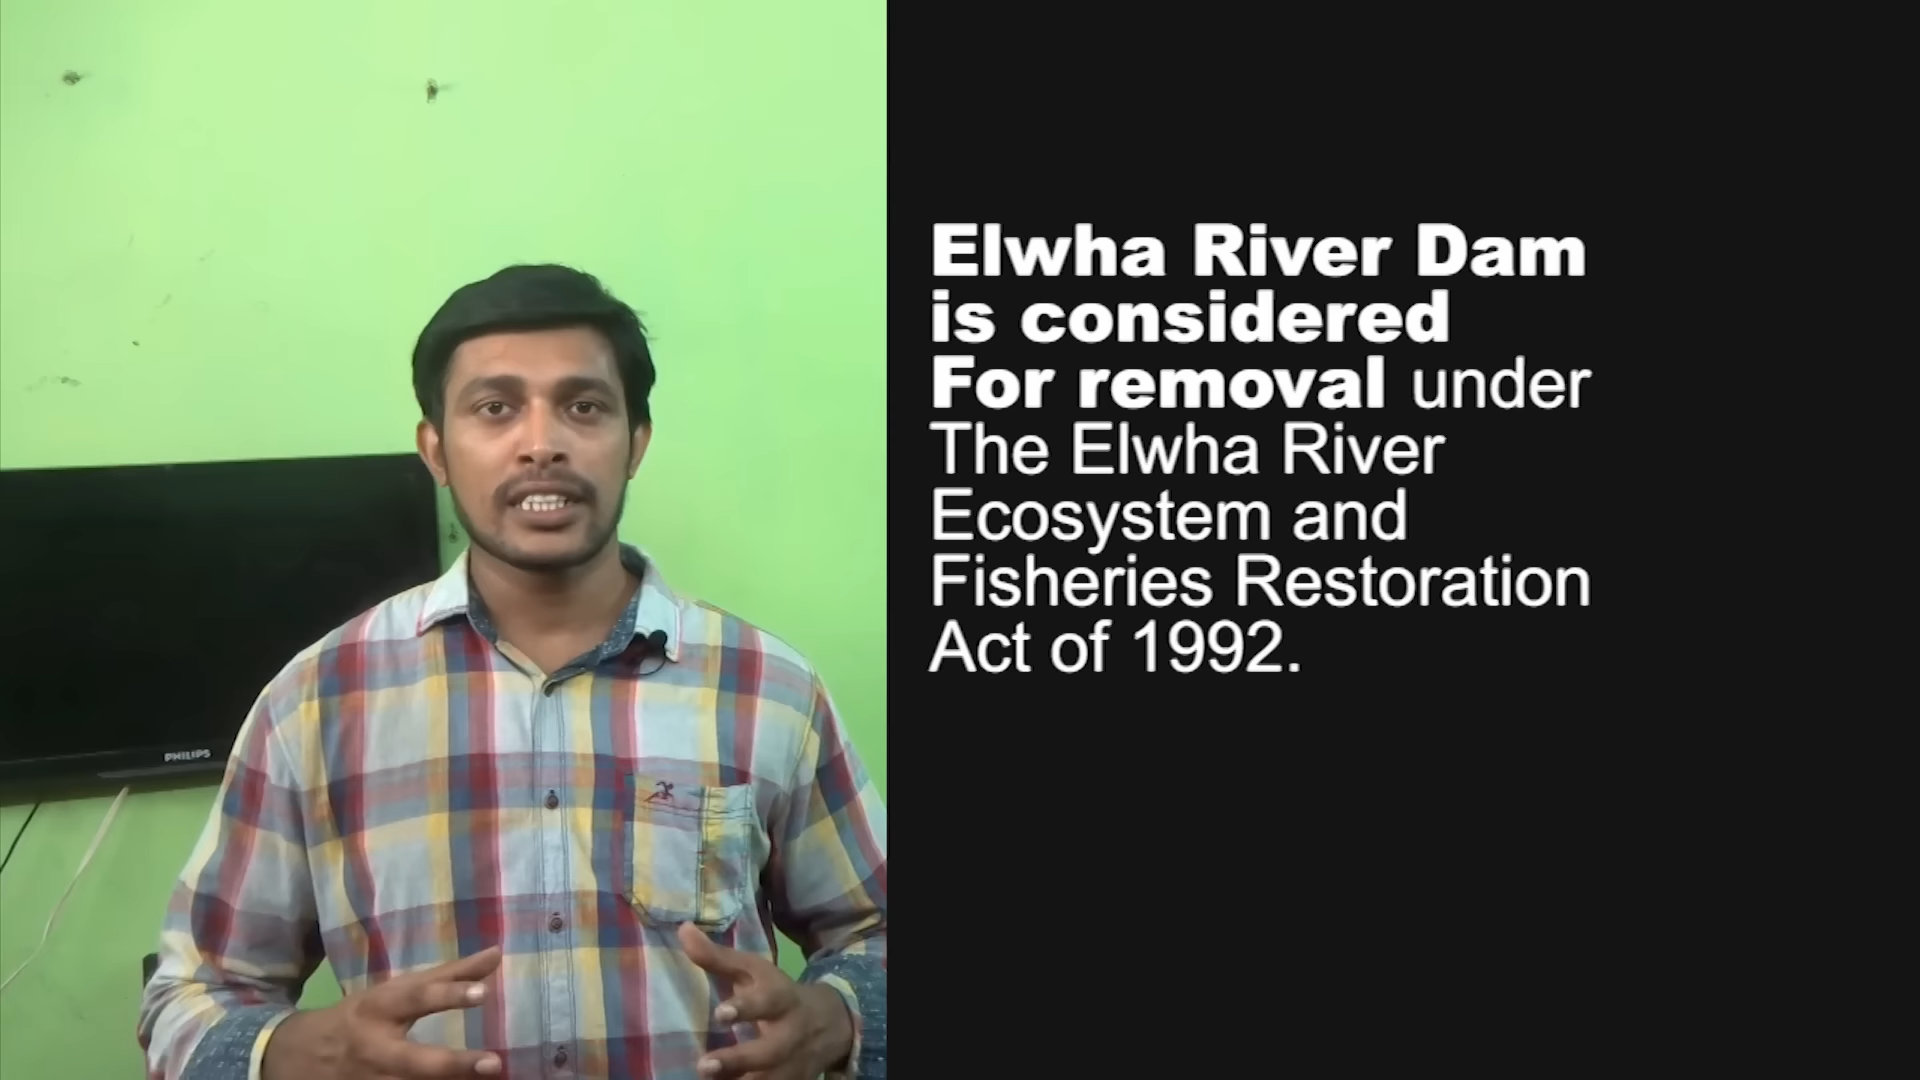 Elwha River Dam
is considered
For removal under
The Elwha River
Ecosystem and
Fisheries Restoration
Act of 1992.
PHILIPS